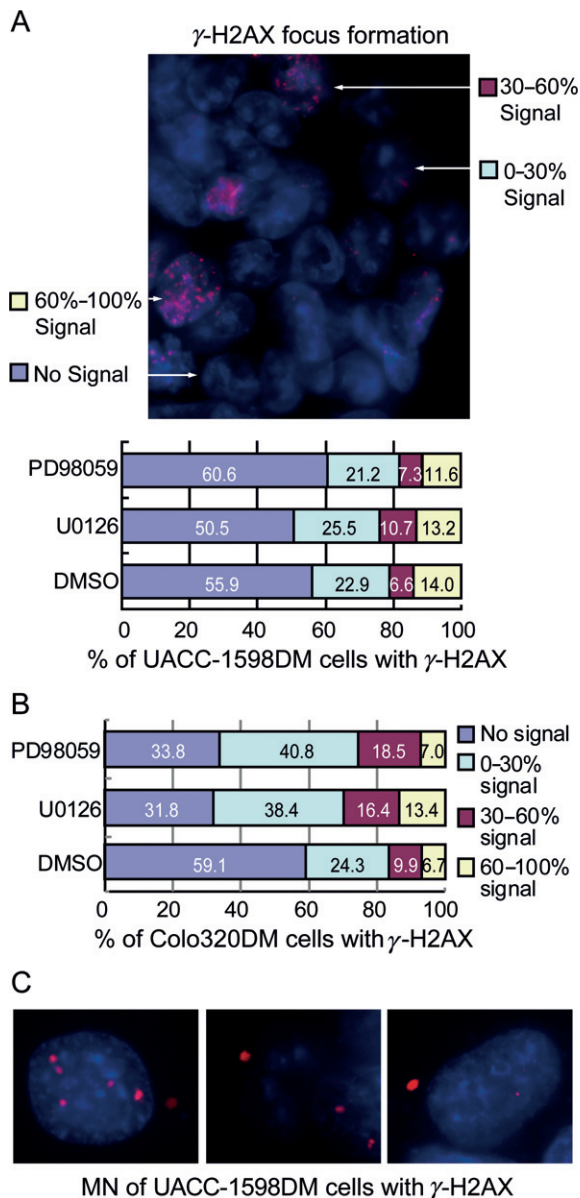 A
γ-H2AX focus formation
30–60%
Signal
0–30%
Signal
60%–100%
Signal
No Signal
PD98059 60.6 21.2 7.3 11.6
U0126 50.5 25.5 10.7 13.2
DMSO 55.9 22.9 6.6 14.0
0 20 40 60 80 100
% of UACC-1598DM cells with γ-H2AX
B
PD98059 33.8 40.8 18.5 7.0
U0126 31.8 38.4 16.4 13.4
DMSO 59.1 24.3 9.9 6.7
No signal
0–30%
signal
30–60%
signal
60–100%
signal
0 20 40 60 80 100
% of Colo320DM cells with γ-H2AX
C
MN of UACC-1598DM cells with γ-H2AX